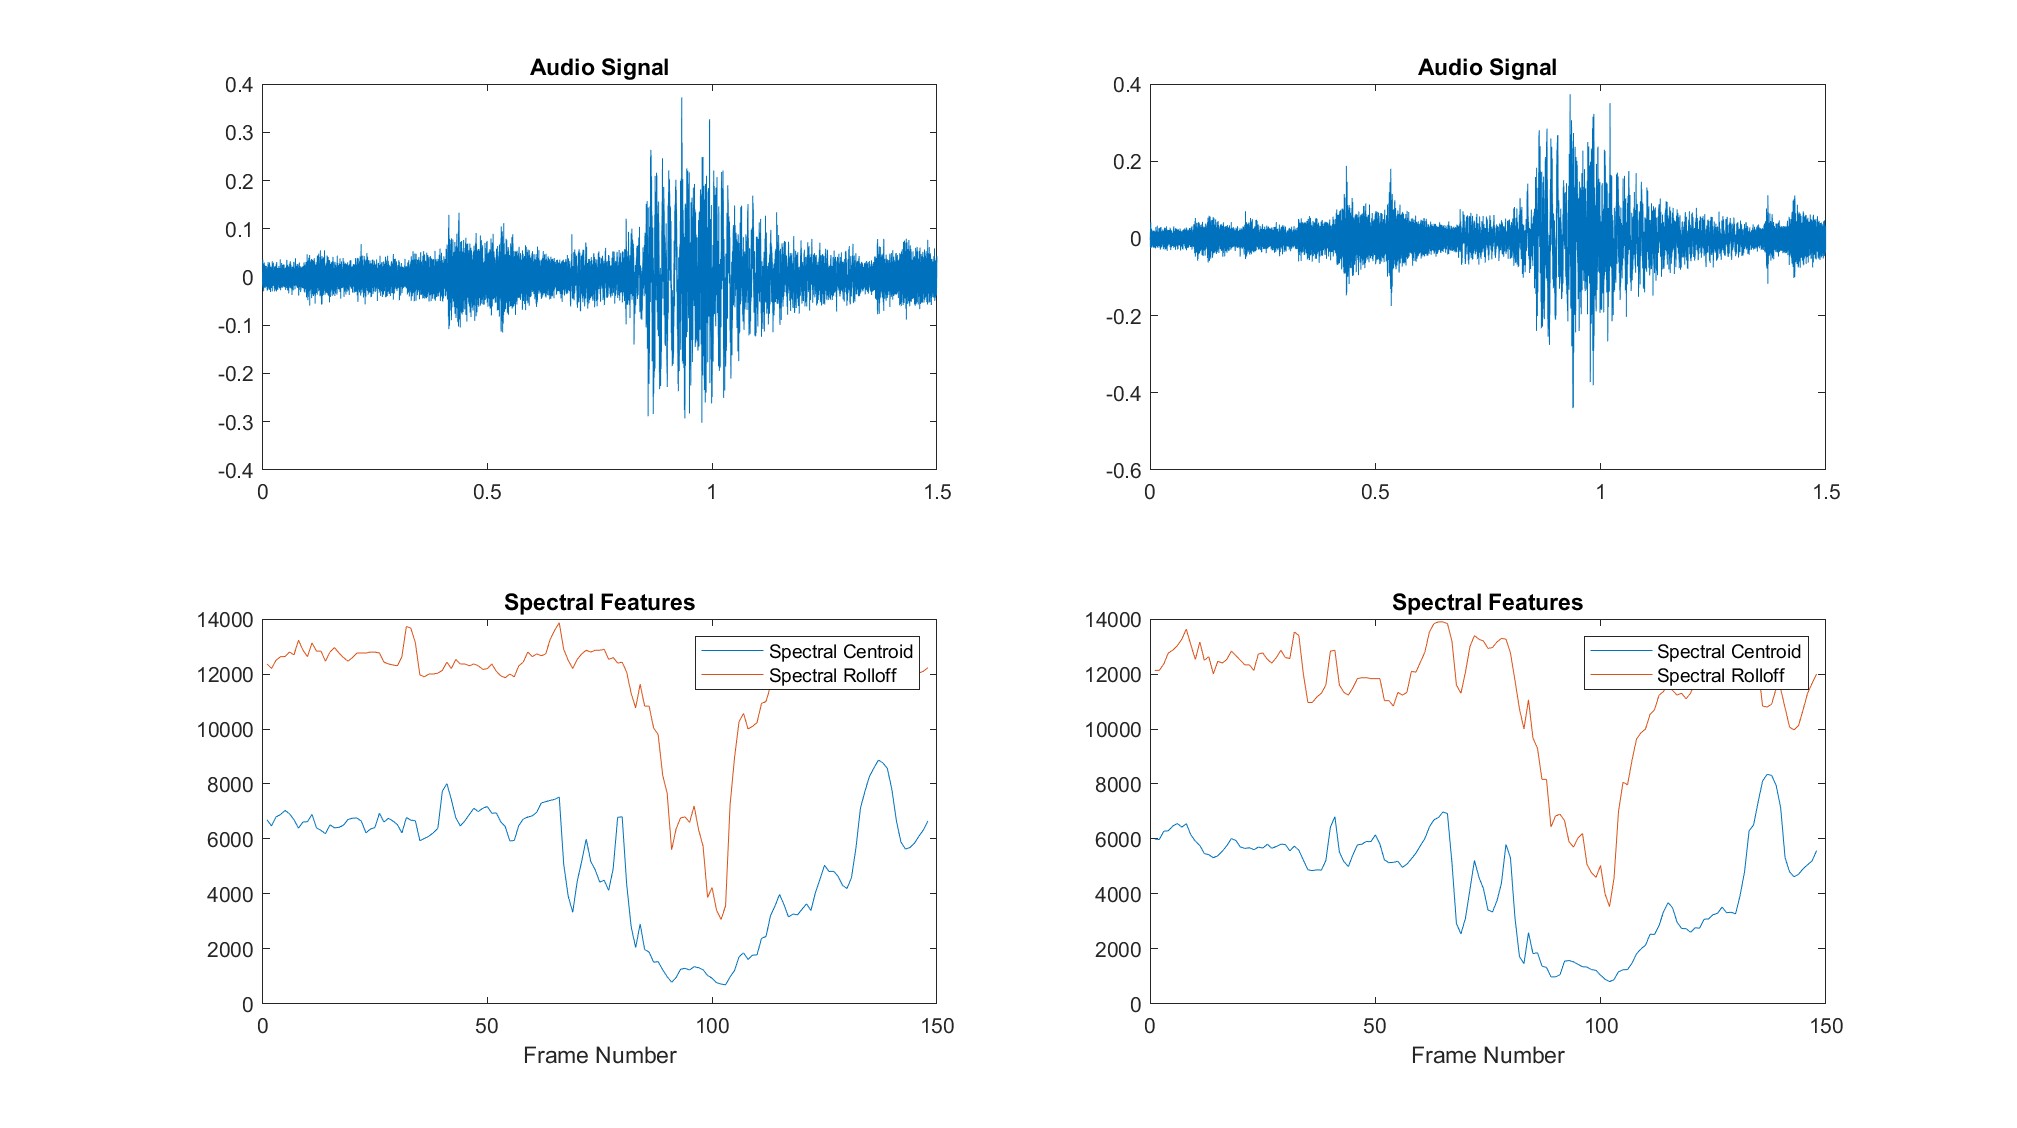 Audio Signal
0.4
0.3
0.2
0.1
0
-0.1
-0.2
-0.3
-0.4
0 0.5 1 1.5
Audio Signal
0.4
0.2
0
-0.2
-0.4
-0.6
0 0.5 1 1.5
Spectral Features
14000
12000
10000
8000
6000
4000
2000
0
Spectral Centroid
Spectral Rolloff
0 50 100 150
Frame Number
Spectral Features
14000
12000
10000
8000
6000
4000
2000
0
Spectral Centroid
Spectral Rolloff
0 50 100 150
Frame Number